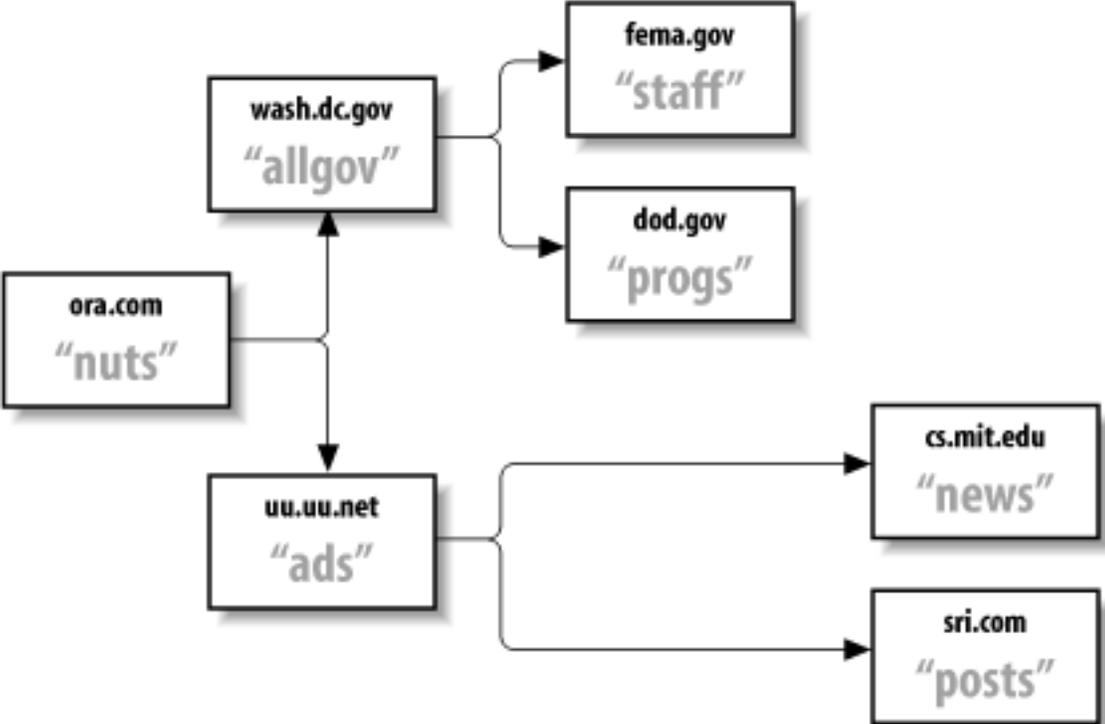 fema.gov
“staff”
wash.dc.gov
“allgov”
dod.gov
“progs”
ora.com
“nuts”
cs.mit.edu
“news”
uu.uu.net
“ads”
sri.com
“posts”